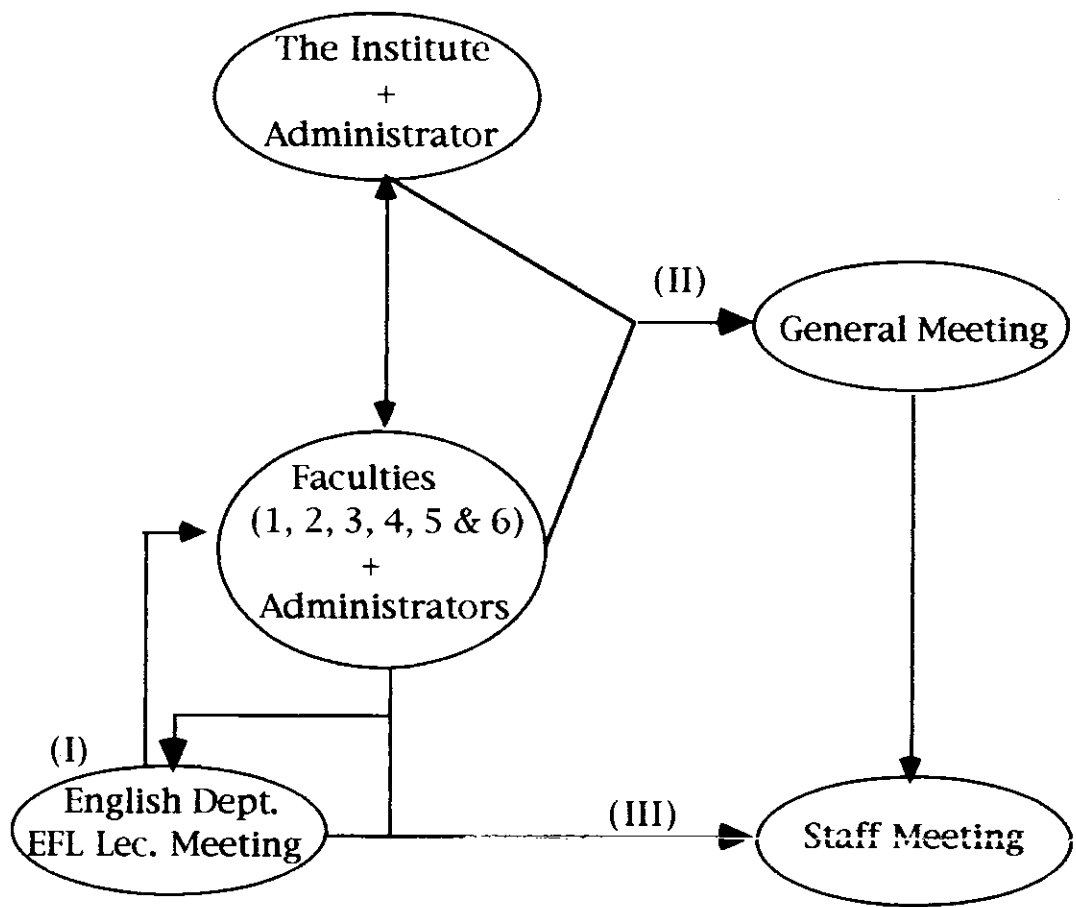 The Institute
+
Administrator
(II)
General Meeting
Faculties
(1, 2, 3, 4, 5 & 6)
+
Administrators
(I)
English Dept.
EFL Lec. Meeting
(III)
Staff Meeting